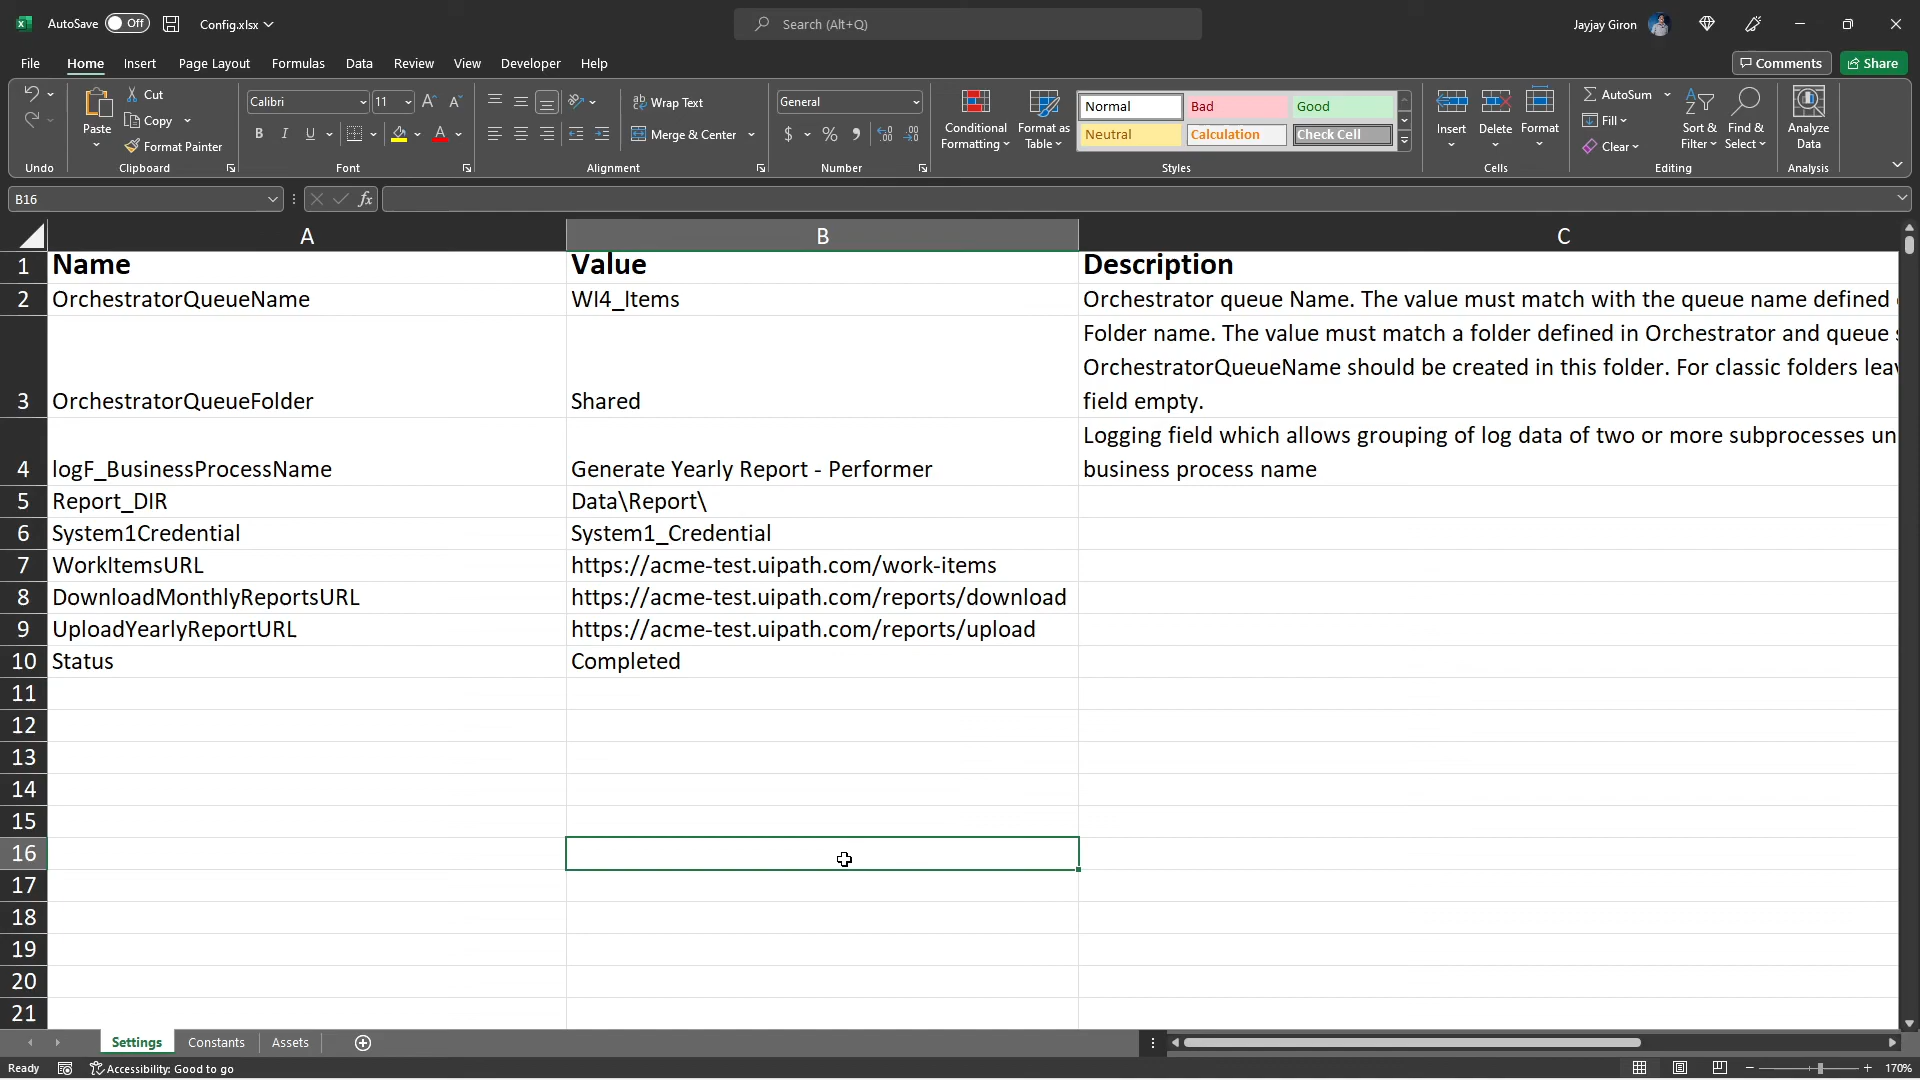 AutoSave Off Config.xlsx Search (Alt+Q) Jayjay Giron
File Home Insert Page Layout Formulas Data Review View Developer Help Comments Share
Paste Cut Copy Format Painter
Calibri 11 B I U A
Wrap Text Merge & Center
General $ % ,
Conditional Formatting Format as Table
Normal Bad Good
Neutral Calculation Check Cell
Insert Delete Format
AutoSum Fill Clear Sort & Filter Find & Select Analyze Data
Undo Clipboard Font Alignment Number Styles Cells Editing Analysis
B16 fx
A B C
1 Name Value Description
2 OrchestratorQueueName WI4_Items Orchestrator queue Name. The value must match with the queue name defined
Folder name. The value must match a folder defined in Orchestrator and queue
OrchestratorQueueName should be created in this folder. For classic folders
3 OrchestratorQueueFolder Shared field empty.
Logging field which allows grouping of log data of two or more subprocesses
4 logF_BusinessProcessName Generate Yearly Report - Performer business process name
5 Report_DIR Data\Report\
6 System1Credential System1_Credential
7 WorkItemsURL https://acme-test.uipath.com/work-items
8 DownloadMonthlyReportsURL https://acme-test.uipath.com/reports/download
9 UploadYearlyReportURL https://acme-test.uipath.com/reports/upload
10 Status Completed
11
12
13
14
15
16
17
18
19
20
21
Settings Constants Assets
Ready Accessibility: Good to go 170%